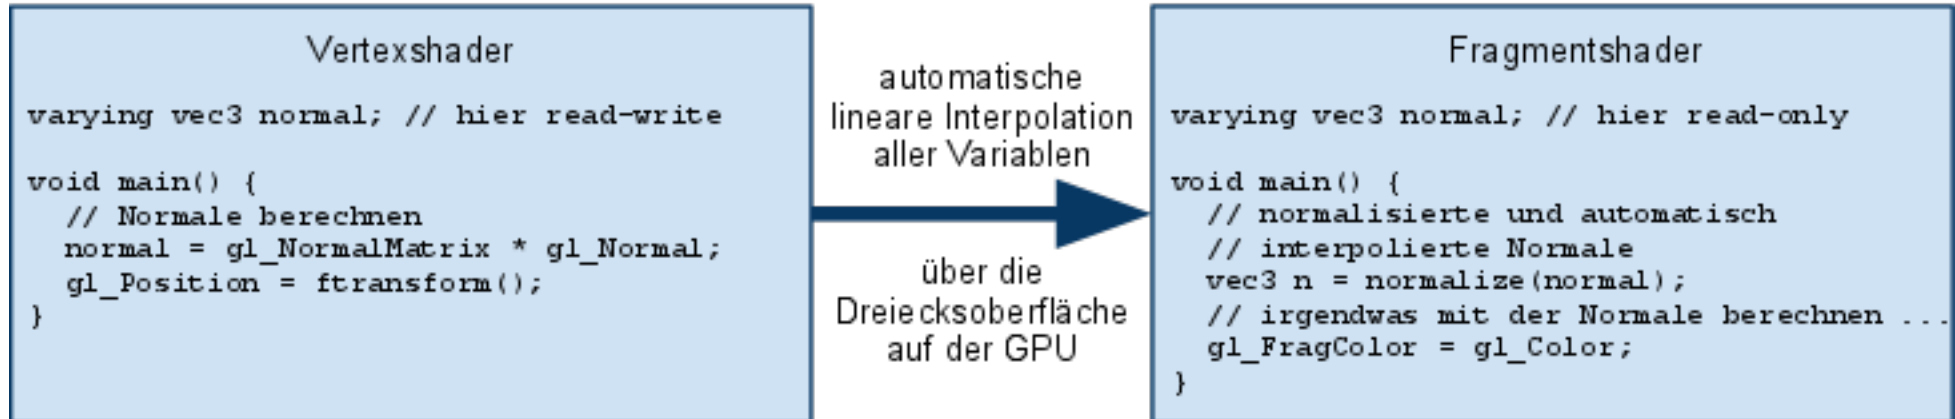 Vertexshader
varying vec3 normal; // hier read-write
void main() {
// Normale berechnen
normal = gl_NormalMatrix * gl_Normal;
gl_Position = ftransform();
}
automatische
lineare Interpolation
aller Variablen
über die
Dreiecksoberfläche
auf der GPU
Fragmentshader
varying vec3 normal; // hier read-only
void main() {
// normalisierte und automatisch
// interpolierte Normale
vec3 n = normalize(normal);
// irgendwas mit der Normale berechnen ...
gl_FragColor = gl_Color;
}